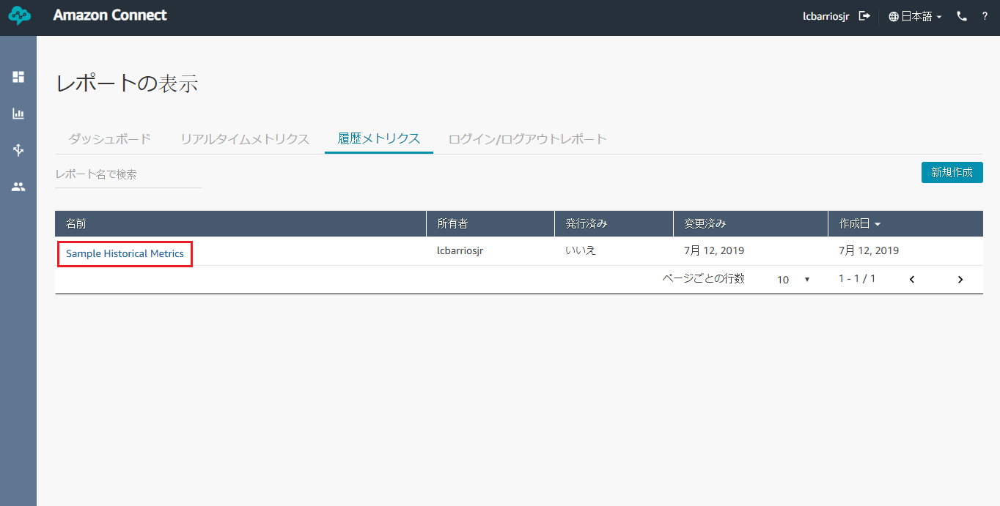 Amazon Connect lcbarriosjr 日本語 ?
レポートの表示
ダッシュボード リアルタイムメトリクス 履歴メトリクス ログイン/ログアウトレポート
レポート名で検索 新規作成
名前 所有者 発行済み 変更済み 作成日
Sample Historical Metrics lcbarriosjr いいえ 7月 12, 2019 7月 12, 2019
ページごとの行数 10 1 - 1 / 1